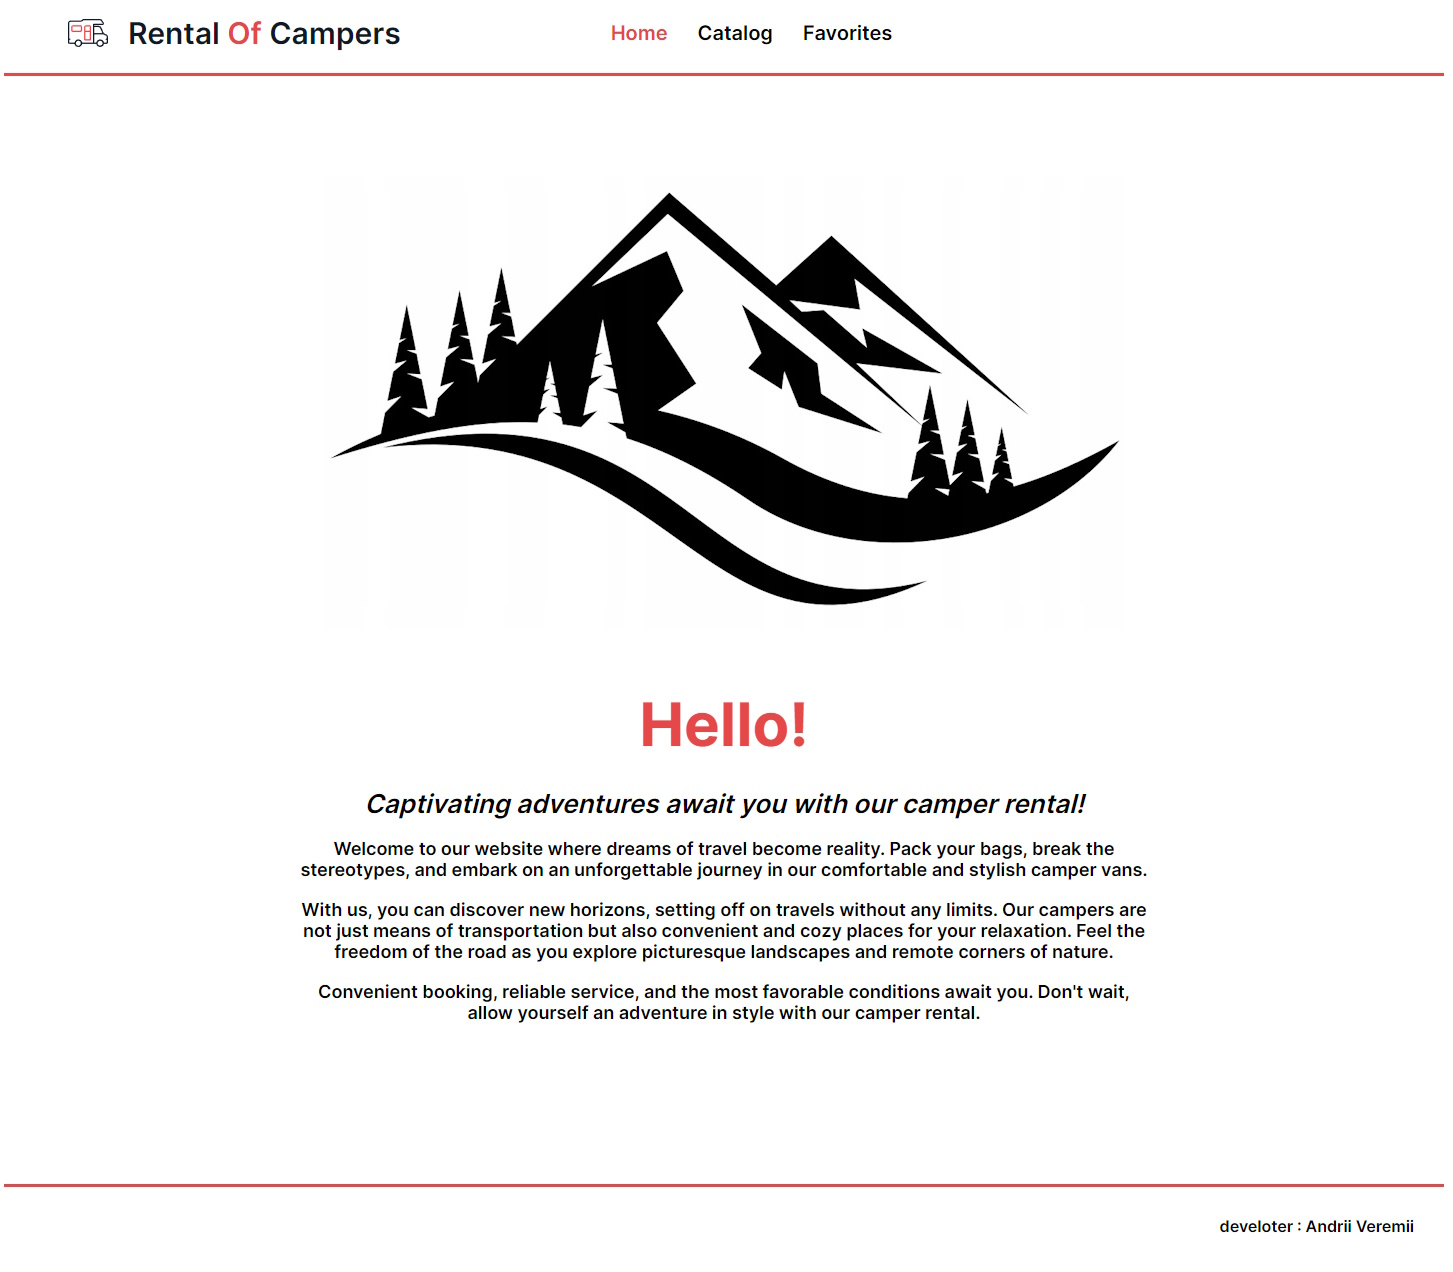 Rental Of Campers
Home Catalog Favorites
Hello!
Captivating adventures await you with our camper rental!
Welcome to our website where dreams of travel become reality. Pack your bags, break the
stereotypes, and embark on an unforgettable journey in our comfortable and stylish camper vans.
With us, you can discover new horizons, setting off on travels without any limits. Our campers are
not just means of transportation but also convenient and cozy places for your relaxation. Feel the
freedom of the road as you explore picturesque landscapes and remote corners of nature.
Convenient booking, reliable service, and the most favorable conditions await you. Don't wait,
allow yourself an adventure in style with our camper rental.
develoter : Andrii Veremii